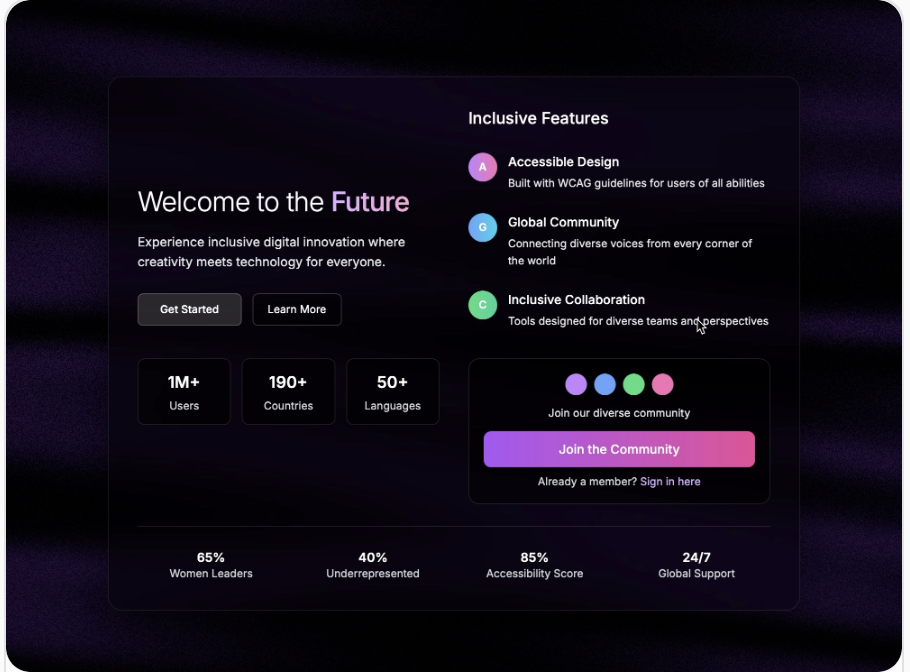 Welcome to the Future
Experience inclusive digital innovation where
creativity meets technology for everyone.
Get Started
Learn More
1M+
Users
190+
Countries
50+
Languages
Inclusive Features
A
Accessible Design
Built with WCAG guidelines for users of all abilities
G
Global Community
Connecting diverse voices from every corner of
the world
C
Inclusive Collaboration
Tools designed for diverse teams and perspectives
Join our diverse community
Join the Community
Already a member? Sign in here
65%
Women Leaders
40%
Underrepresented
85%
Accessibility Score
24/7
Global Support